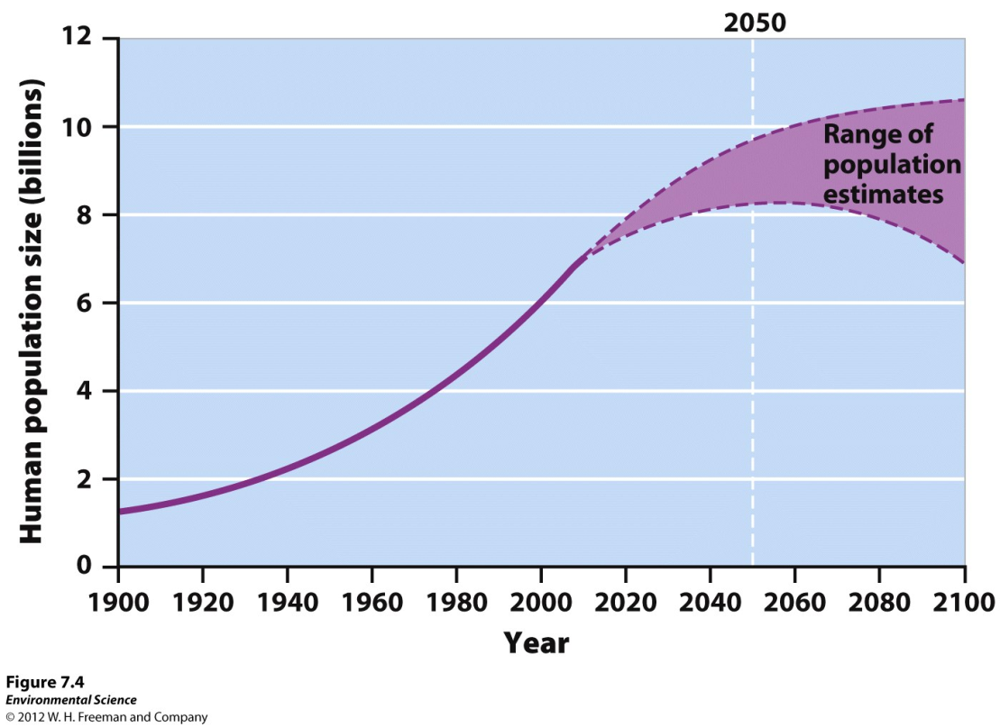 2050
Human population size (billions)
12
10
8
6
4
2
0
Range of
population
estimates
1900 1920 1940 1960 1980 2000 2020 2040 2060 2080 2100
Year
Figure 7.4
Environmental Science
© 2012 W. H. Freeman and Company